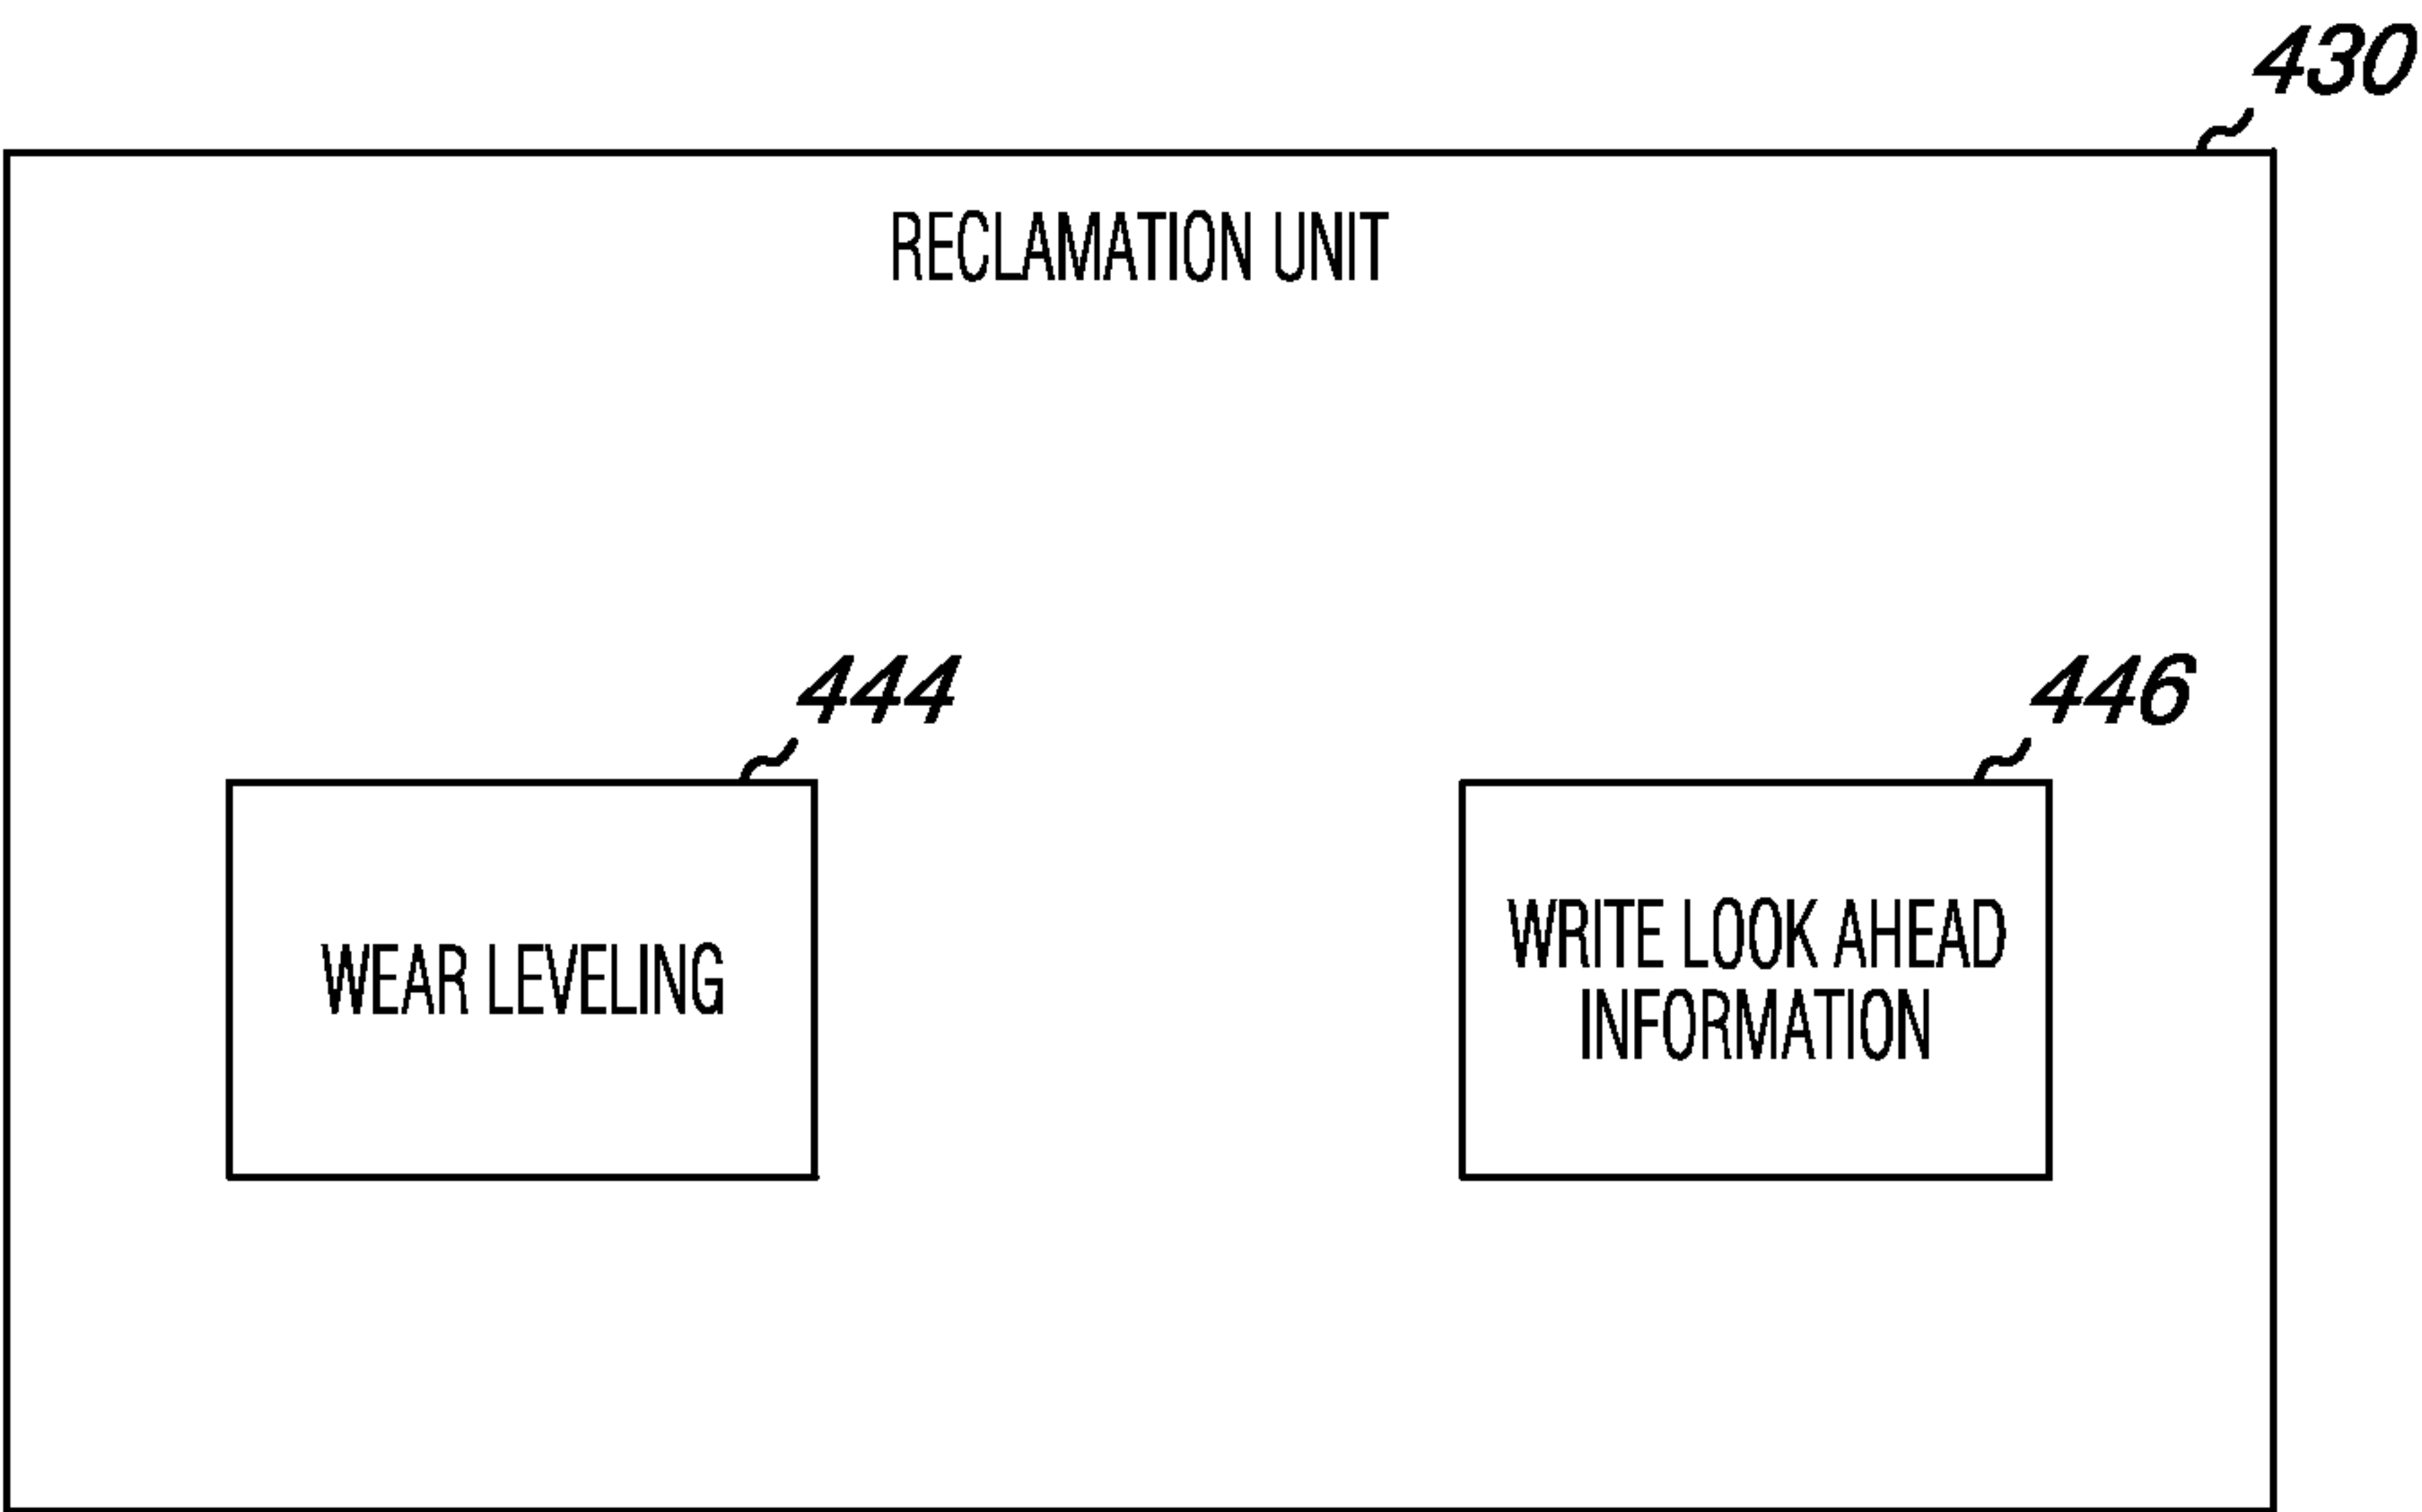 430
RECLAMATION UNIT
444
446
WEAR LEVELING
WRITE LOOK AHEAD
INFORMATION